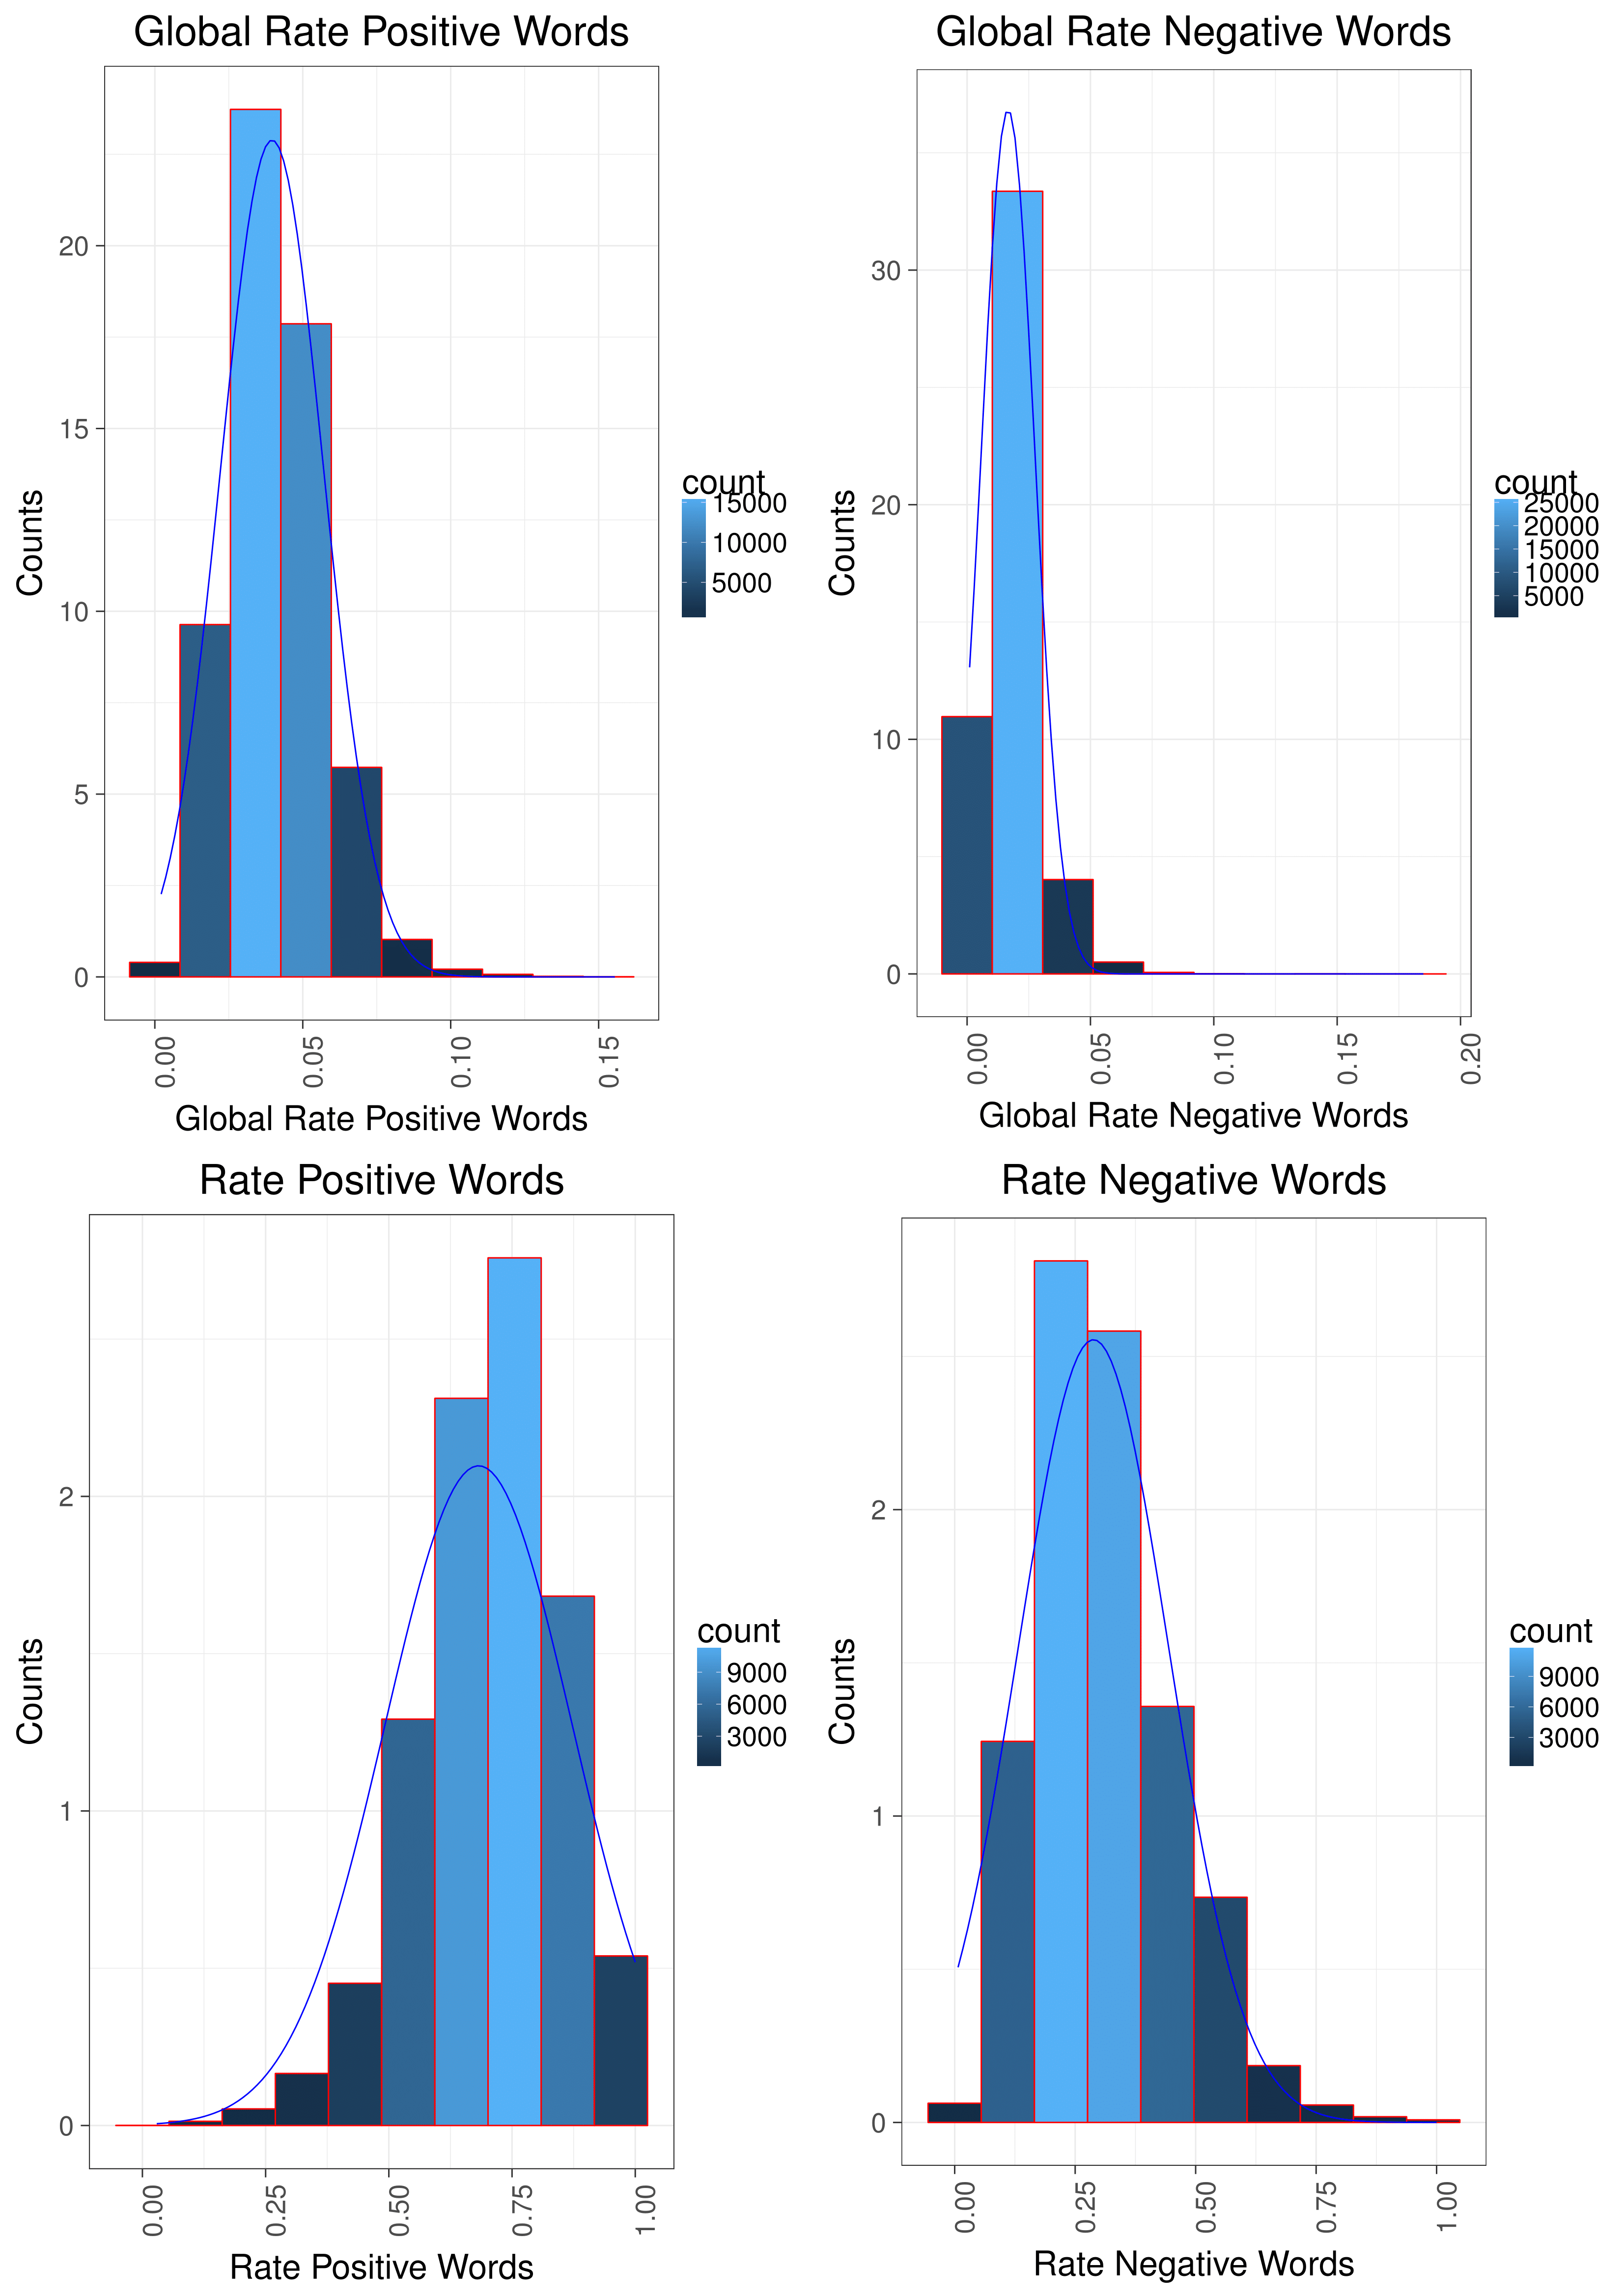 Global Rate Positive Words
Counts
20
15
10
5
0
0.00 0.05 0.10 0.15
Global Rate Positive Words
count
15000
10000
5000
Global Rate Negative Words
Counts
30
20
10
0
0.00 0.05 0.10 0.15 0.20
Global Rate Negative Words
count
25000
20000
15000
10000
5000
Rate Positive Words
Counts
2
1
0
0.00 0.25 0.50 0.75 1.00
Rate Positive Words
count
9000
6000
3000
Rate Negative Words
Counts
2
1
0
0.00 0.25 0.50 0.75 1.00
Rate Negative Words
count
9000
6000
3000